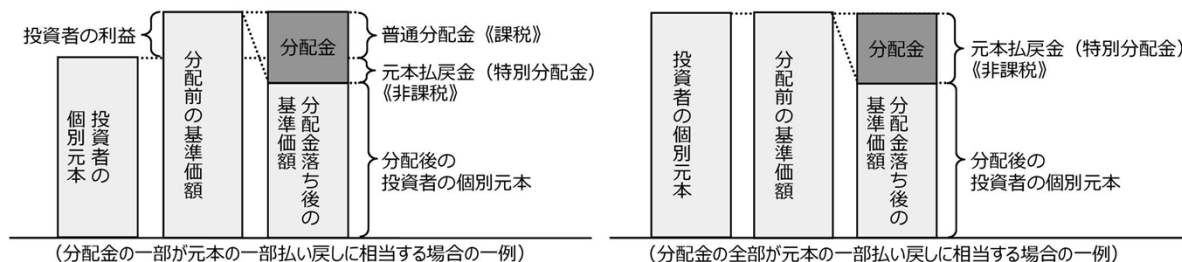 投資者の利益
投資者の
個別元本
分配前の基準価額
分配金
分配金落ち後の
基準価額
普通分配金《課税》
元本払戻金（特別分配金）
《非課税》
分配後の
投資者の個別元本
（分配金の一部が元本の一部払い戻しに相当する場合の一例）
投資者の個別元本
分配前の基準価額
分配金
分配金落ち後の
基準価額
元本払戻金（特別分配金）
《非課税》
分配後の
投資者の個別元本
（分配金の全部が元本の一部払い戻しに相当する場合の一例）